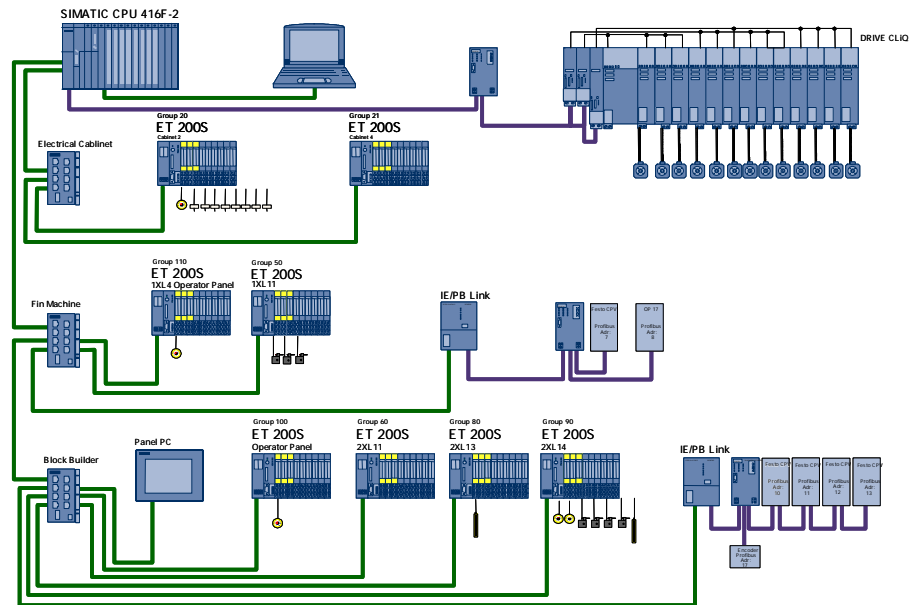 SIMATIC CPU 416F-2
DRIVE CLiQ
Group 20
ET 200S
Cabinet 2
Group 21
ET 200S
Cabinet 4
Electrical Cablinet
Group 110
ET 200S
1XL4 Operator Panel
Group 50
ET 200S
1XL11
Fin Machine
IE/PB Link
Festo CPV
Profibus
Adr:
7
OP 17
Profibus
Adr:
8
Block Builder
Panel PC
Group 100
ET 200S
Operator Panel
Group 60
ET 200S
2XL11
Group 80
ET 200S
2XL13
Group 90
ET 200S
2XL14
IE/PB Link
Festo CPV
Profibus
Adr:
10
Festo CPV
Profibus
Adr:
11
Festo CPV
Profibus
Adr:
12
Festo CPV
Profibus
Adr:
13
Encoder
Profibus
Adr: